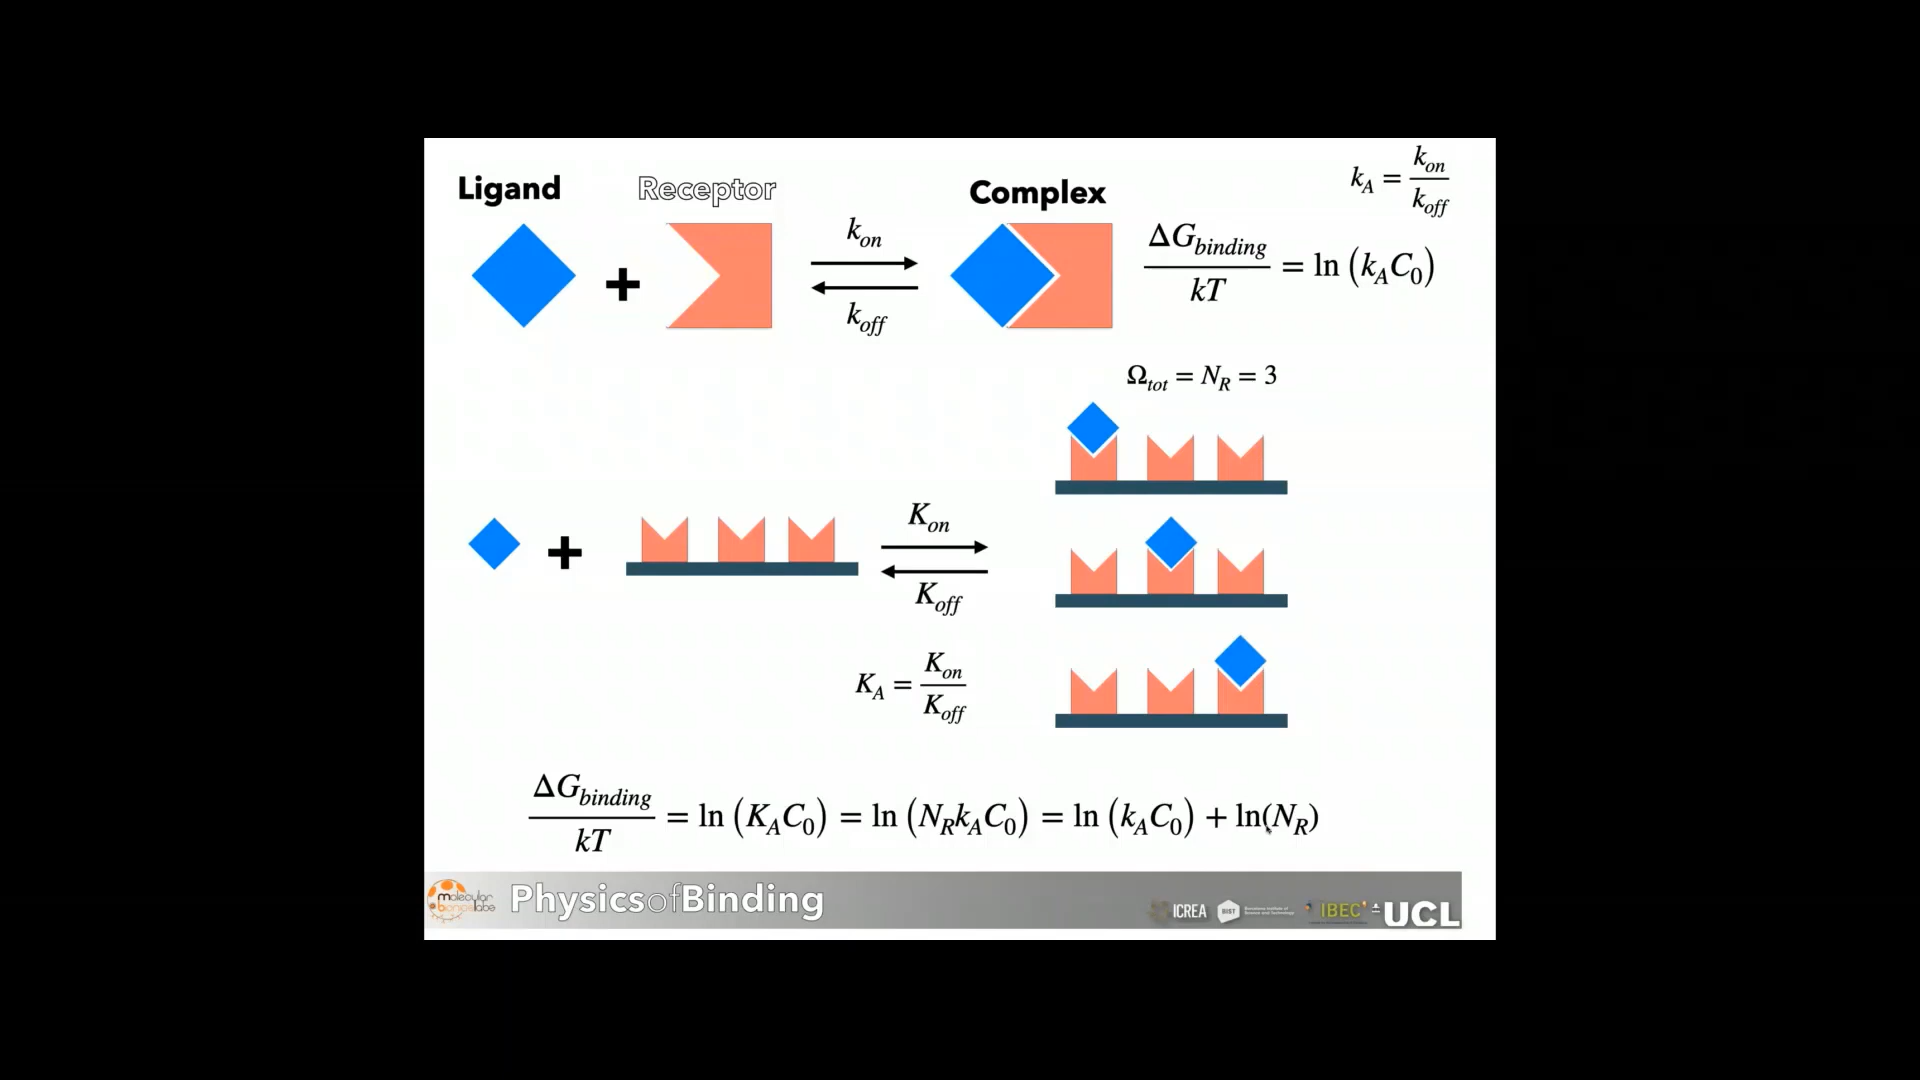 Ligand
Receptor
Complex
k_A = k_on / k_off
k_on
k_off
ΔG_binding / kT = ln (k_A C_0)
Ω_tot = N_R = 3
K_on
K_off
K_A = K_on / K_off
ΔG_binding / kT = ln (K_A C_0) = ln (N_R k_A C_0) = ln (k_A C_0) + ln(N_R)
molecular
PhysicsofBinding
ICREA
BIST
IBEC
UCL